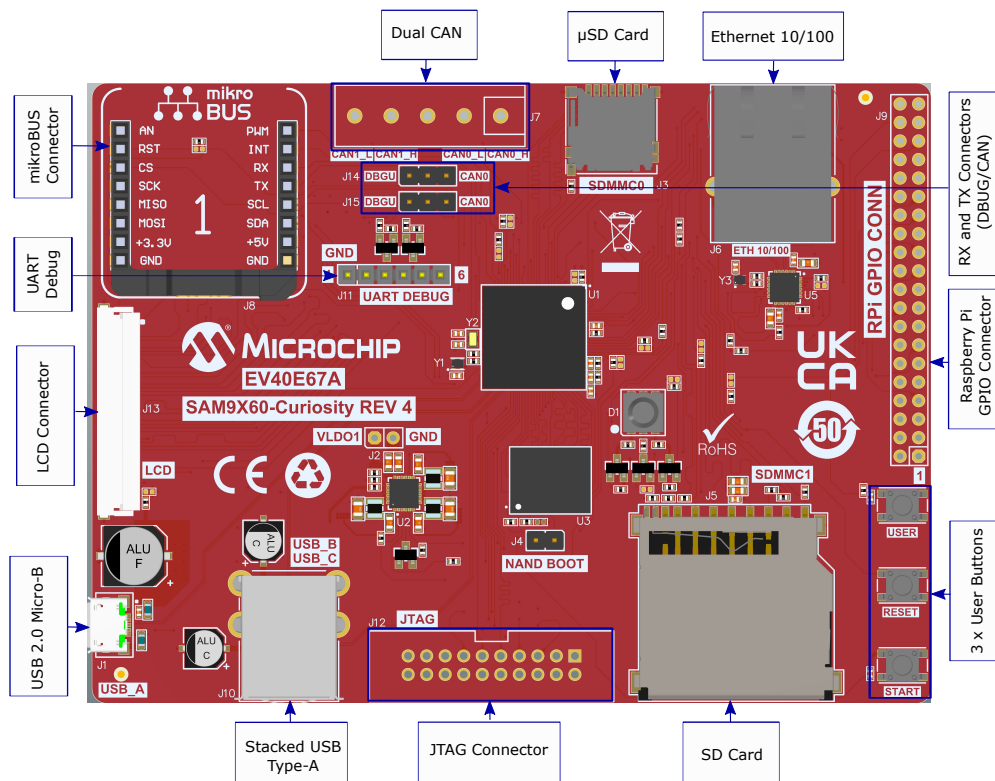 Dual CAN
µSD Card
Ethernet 10/100
mikroBUS
Connector
UART
Debug
LCD Connector
USB 2.0 Micro-B
RX and TX Connectors
(DBUG/CAN)
Raspberry Pi
GPIO Connector
3 x User Buttons
mikro
BUS
AN
RST
CS
SCK
MISO
MOSI
+3.3V
GND
1
PWM
INT
RX
TX
SCL
SDA
+5V
GND
J8
J7
CAN1_L
CAN1_H
CAN0_L
CAN0_H
J14
DBGU
CAN0
J15
DBGU
CAN0
SDMMC0
J3
J6
ETH 10/100
Y3
U5
J9
RPi GPIO CONN
1
GND
6
J11
UART DEBUG
U1
Y2
Y1
MICROCHIP
®
EV40E67A
SAM9X60-Curiosity REV 4
J13
LCD
VLDO1
GND
J2
U2
CE
D1
RoHS
UK
CA
50
U3
J4
NAND BOOT
J5
SDMMC1
USER
RESET
START
ALU
F
ALU
C
ALU
C
+
+
+
USB_B
USB_C
J1
USB_A
J10
J12
JTAG
Stacked USB
Type-A
JTAG Connector
SD Card